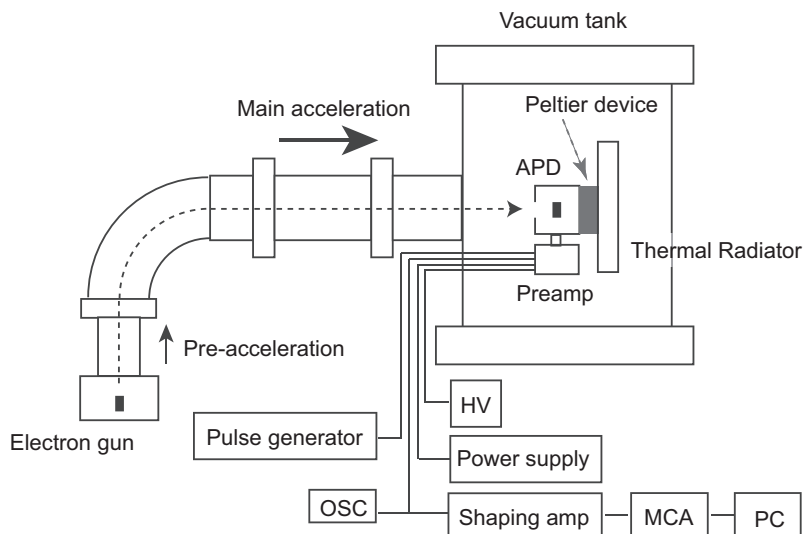 Vacuum tank
Main acceleration
Peltier device
APD
Thermal Radiator
Preamp
Pre-acceleration
Electron gun
HV
Pulse generator
Power supply
OSC
Shaping amp
MCA
PC